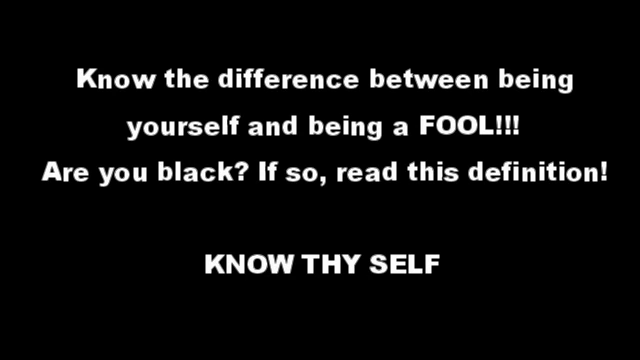 Know the difference between being
yourself and being a FOOL!!!
Are you black? If so, read this definition!
KNOW THY SELF